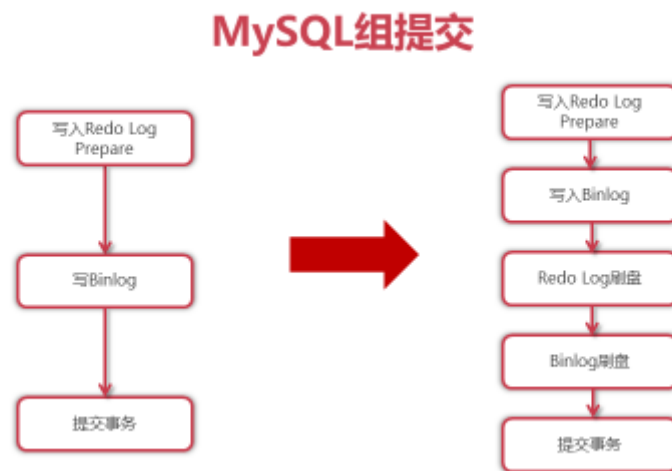 MySQL组提交
写入Redo Log
Prepare
写Binlog
提交事务
写入Redo Log
Prepare
写入Binlog
Redo Log刷盘
Binlog刷盘
提交事务